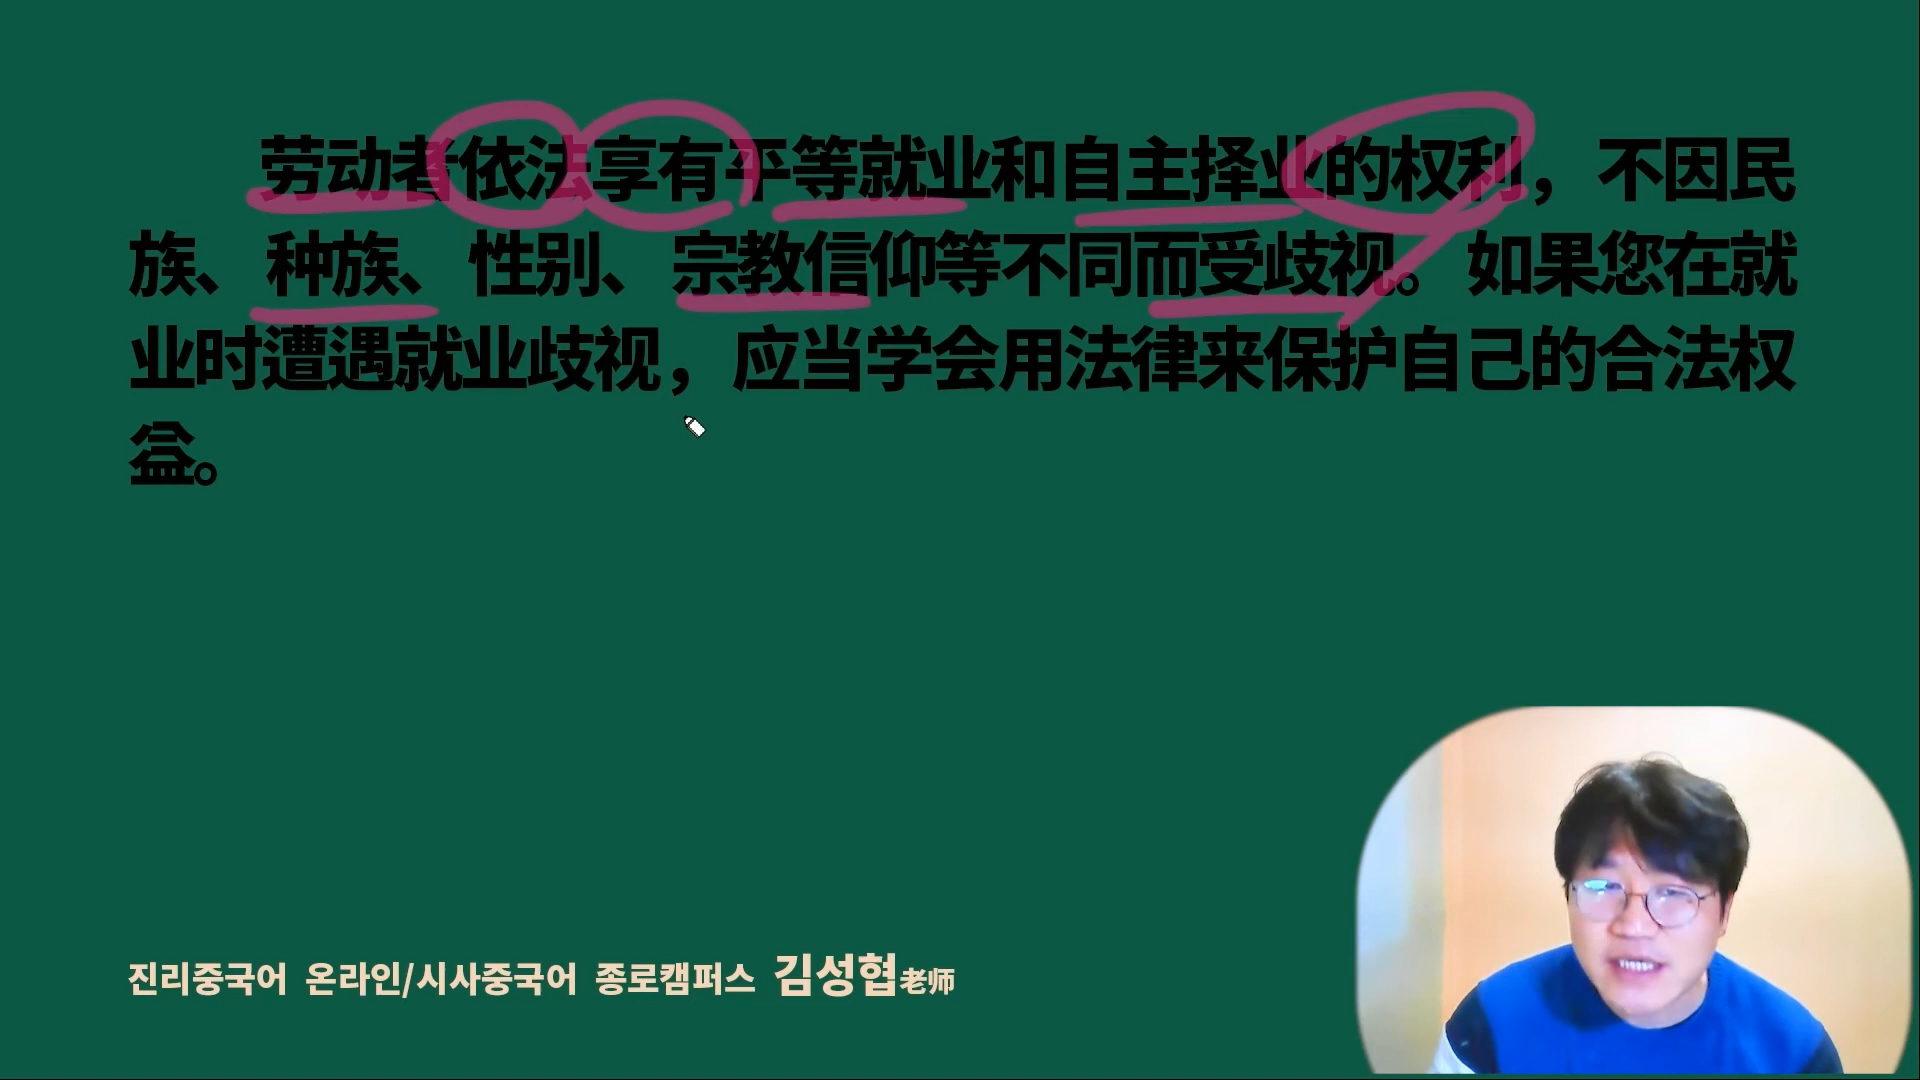 劳动者依法享有平等就业和自主择业的权利，不因民
族、种族、性别、宗教信仰等不同而受歧视。如果您在就
业时遭遇就业歧视，应当学会用法律来保护自己的合法权
益。
진리중국어 온라인/시사중국어 종로캠퍼스 김성협老师